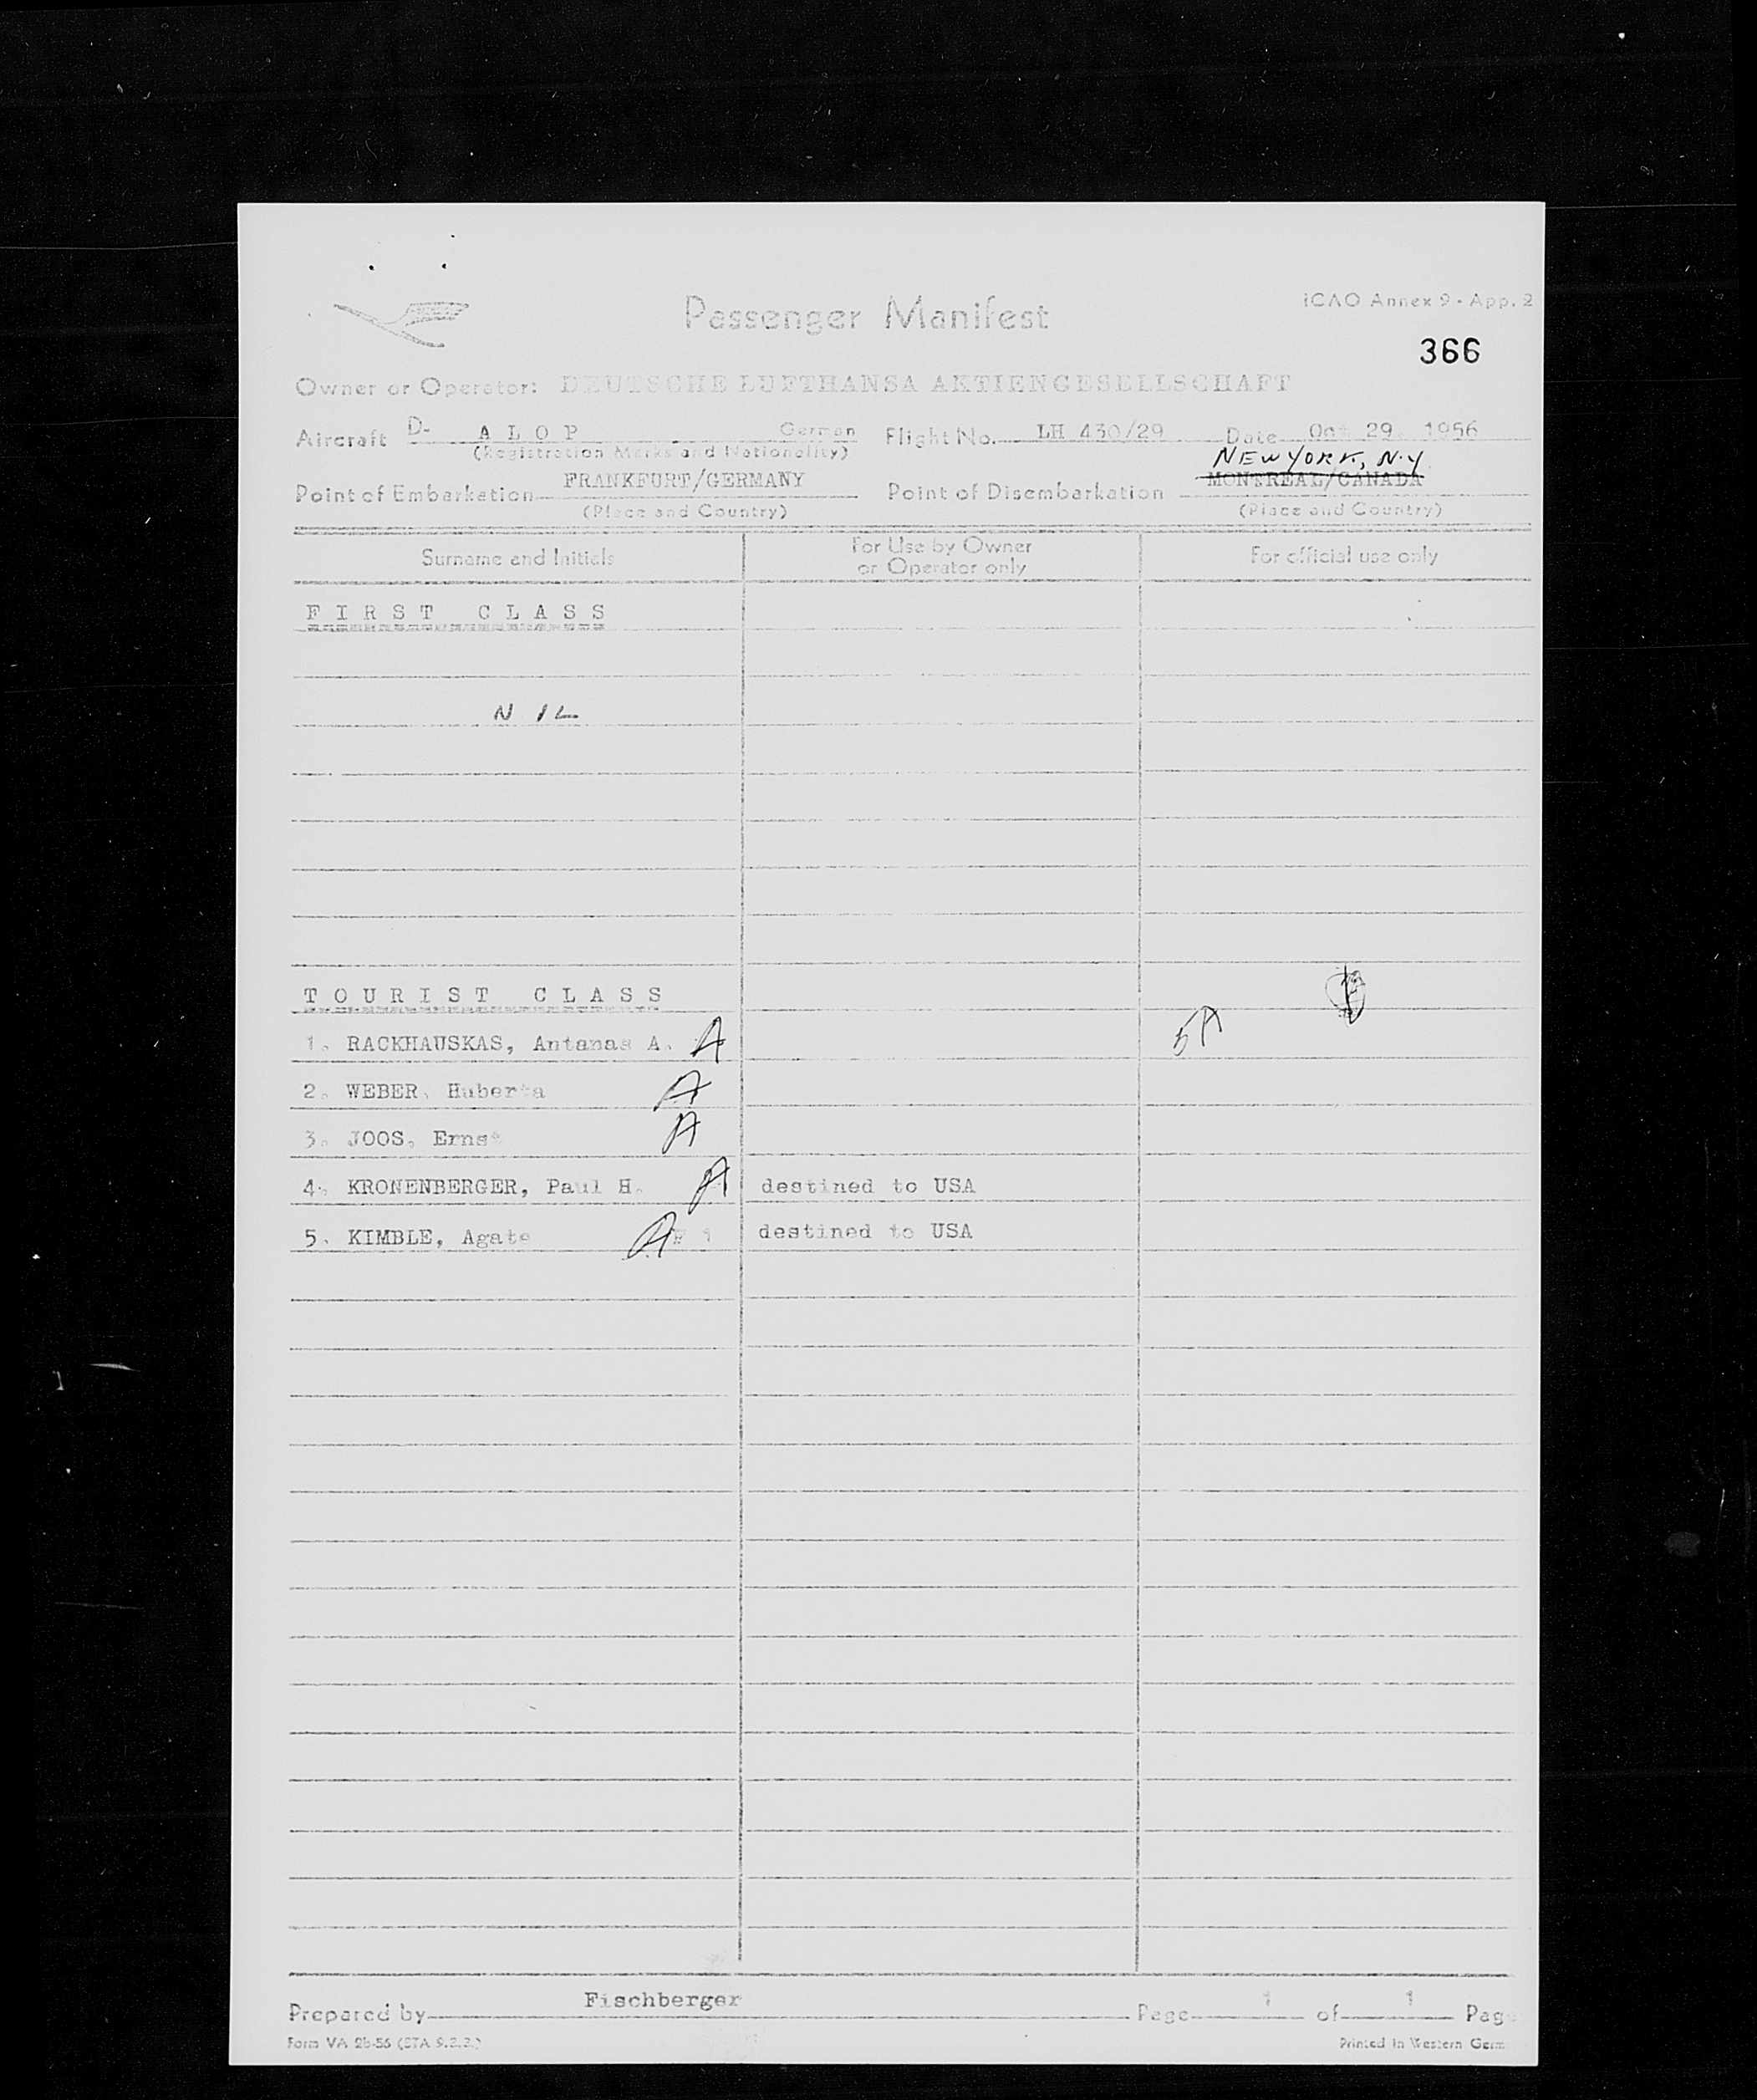 Passenger Manifest
ICAO Annex 9 - App. 2
366
Owner or Operator: DEUTSCHE LUFTHANSA AKTIENGESELLSCHAFT
Aircraft D- A L O P German Flight No. LH 430/29 Date Oct 29, 1956
(Registration Marks and Nationality)
NEW YORK, N.Y
Point of Embarkation FRANKFURT/GERMANY Point of Disembarkation MONTREAL/CANADA
(Place and Country) (Place and Country)
Surname and Initials For Use by Owner or Operator only For official use only
FIRST CLASS
NIL
TOURIST CLASS
1. RACKHAUSKAS, Antanas A. A 5A
2. WEBER, Huberta A
3. JOOS, Ernst A
4. KRONENBERGER, Paul H. A destined to USA
5. KIMBLE, Agate A destined to USA
Prepared by Fischberger Page 1 of 1 Pag
Form VA 2b-56 Printed in Western Germ